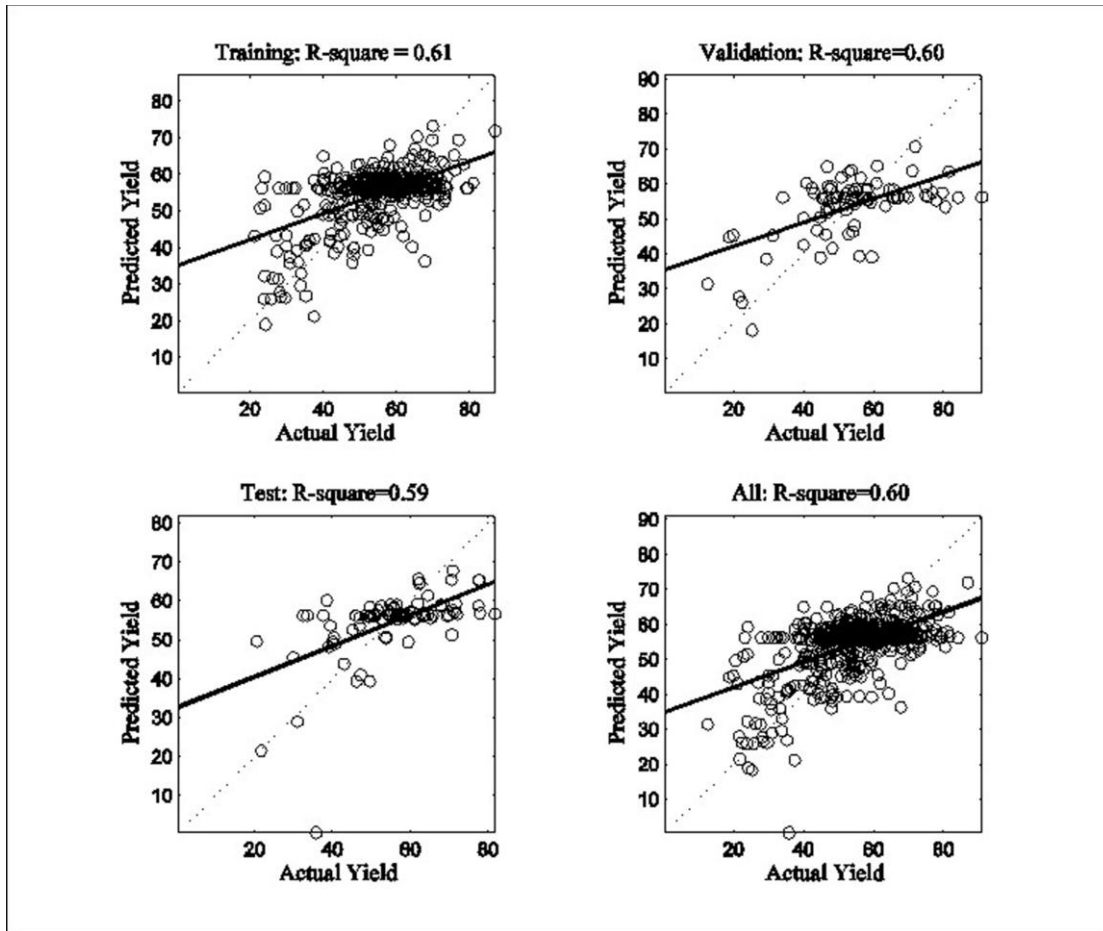 Training: R-square = 0.61
80
70
60
50
40
30
20
10
Predicted Yield
20 40 60 80
Actual Yield
Validation: R-square=0.60
90
80
70
60
50
40
30
20
10
Predicted Yield
20 40 60 80
Actual Yield
Test: R-square=0.59
80
70
60
50
40
30
20
10
Predicted Yield
20 40 60 80
Actual Yield
All: R-square=0.60
90
80
70
60
50
40
30
20
10
Predicted Yield
20 40 60 80
Actual Yield